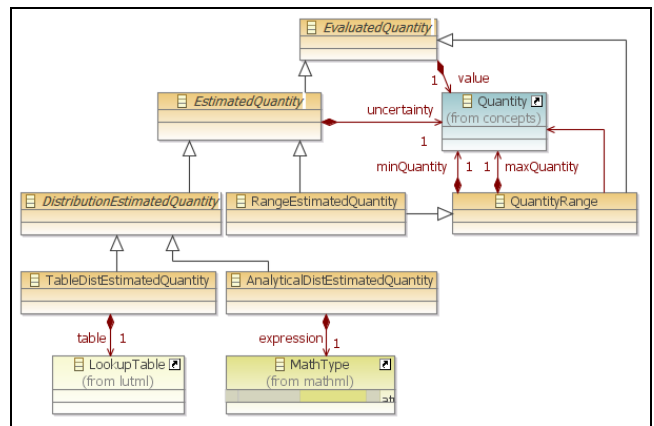 EvaluatedQuantity
1
value
EstimatedQuantity
uncertainty
1
Quantity
(from concepts)
minQuantity
1
1
maxQuantity
DistributionEstimatedQuantity
RangeEstimatedQuantity
QuantityRange
TableDistEstimatedQuantity
AnalyticalDistEstimatedQuantity
table
1
expression
1
LookupTable
(from lutml)
MathType
(from mathml)